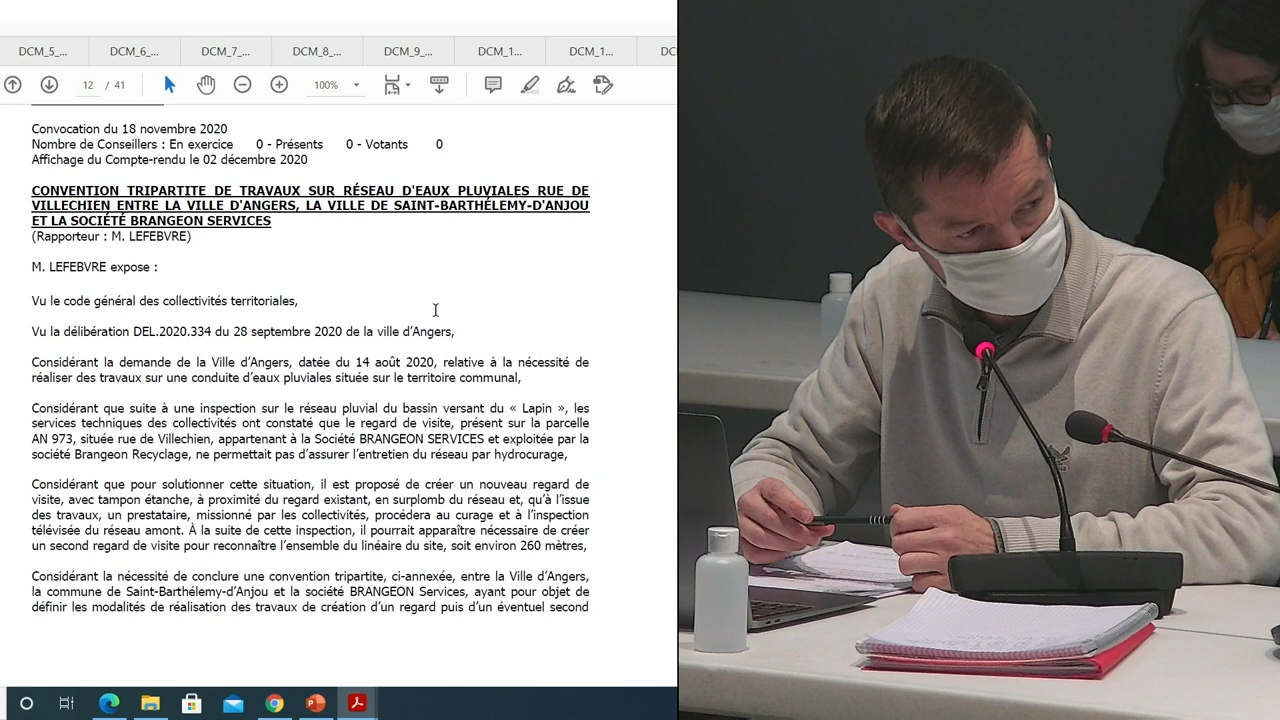 DCM_5_...
DCM_6_...
DCM_7_...
DCM_8_...
DCM_9_...
DCM_1...
DCM_1...
DC
12 / 41
100%
Convocation du 18 novembre 2020
Nombre de Conseillers : En exercice 0 - Présents 0 - Votants 0
Affichage du Compte-rendu le 02 décembre 2020
CONVENTION TRIPARTITE DE TRAVAUX SUR RÉSEAU D'EAUX PLUVIALES RUE DE
VILLECHIEN ENTRE LA VILLE D'ANGERS, LA VILLE DE SAINT-BARTHÉLEMY-D'ANJOU
ET LA SOCIÉTÉ BRANGEON SERVICES
(Rapporteur : M. LEFEBVRE)
M. LEFEBVRE expose :
Vu le code général des collectivités territoriales,
Vu la délibération DEL.2020.334 du 28 septembre 2020 de la ville d'Angers,
Considérant la demande de la Ville d'Angers, datée du 14 août 2020, relative à la nécessité de
réaliser des travaux sur une conduite d'eaux pluviales située sur le territoire communal,
Considérant que suite à une inspection sur le réseau pluvial du bassin versant du « Lapin », les
services techniques des collectivités ont constaté que le regard de visite, présent sur la parcelle
AN 973, située rue de Villechien, appartenant à la Société BRANGEON SERVICES et exploitée par la
société Brangeon Recyclage, ne permettait pas d'assurer l'entretien du réseau par hydrocurage,
Considérant que pour solutionner cette situation, il est proposé de créer un nouveau regard de
visite, avec tampon étanche, à proximité du regard existant, en surplomb du réseau et, qu'à l'issue
des travaux, un prestataire, missionné par les collectivités, procédera au curage et à l'inspection
télévisée du réseau amont. À la suite de cette inspection, il pourrait apparaître nécessaire de créer
un second regard de visite pour reconnaître l'ensemble du linéaire du site, soit environ 260 mètres,
Considérant la nécessité de conclure une convention tripartite, ci-annexée, entre la Ville d'Angers,
la commune de Saint-Barthélemy-d'Anjou et la société BRANGEON Services, ayant pour objet de
définir les modalités de réalisation des travaux de création d'un regard puis d'un éventuel second